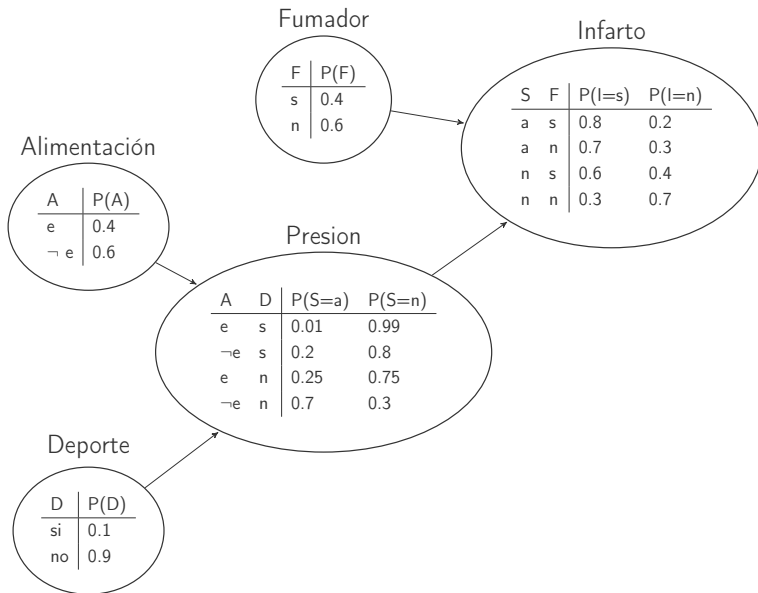 Fumador
F P(F)
s 0.4
n 0.6
Infarto
S F P(I=s) P(I=n)
a s 0.8 0.2
a n 0.7 0.3
n s 0.6 0.4
n n 0.3 0.7
Alimentación
A P(A)
e 0.4
¬ e 0.6
Presion
A D P(S=a) P(S=n)
e s 0.01 0.99
¬e s 0.2 0.8
e n 0.25 0.75
¬e n 0.7 0.3
Deporte
D P(D)
si 0.1
no 0.9